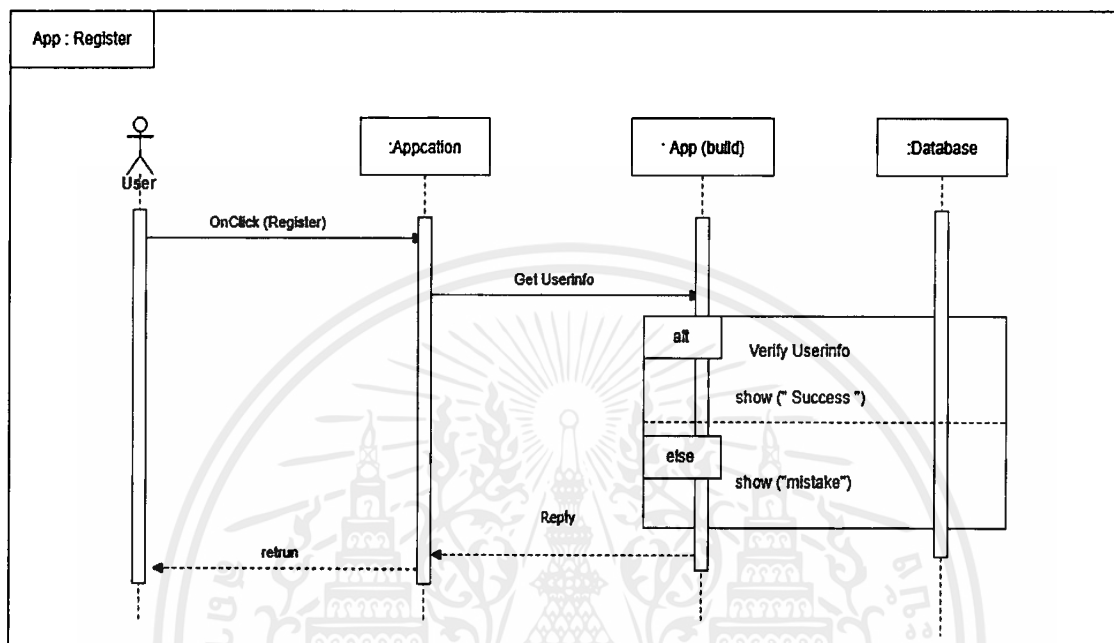 App : Register
User
:Appcation
: App (build)
:Database
OnClick (Register)
Get Userinfo
alt
Verify Userinfo
show (" Success ")
else
show ("mistake")
Reply
retrun